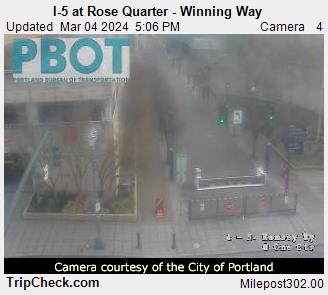 I-5 at Rose Quarter - Winning Way
Updated Mar 04 2024 5:06 PM Camera 4
PBOT
PORTLAND BUREAU OF TRANSPORTATION
Camera courtesy of the City of Portland
TripCheck.com Milepost302.00